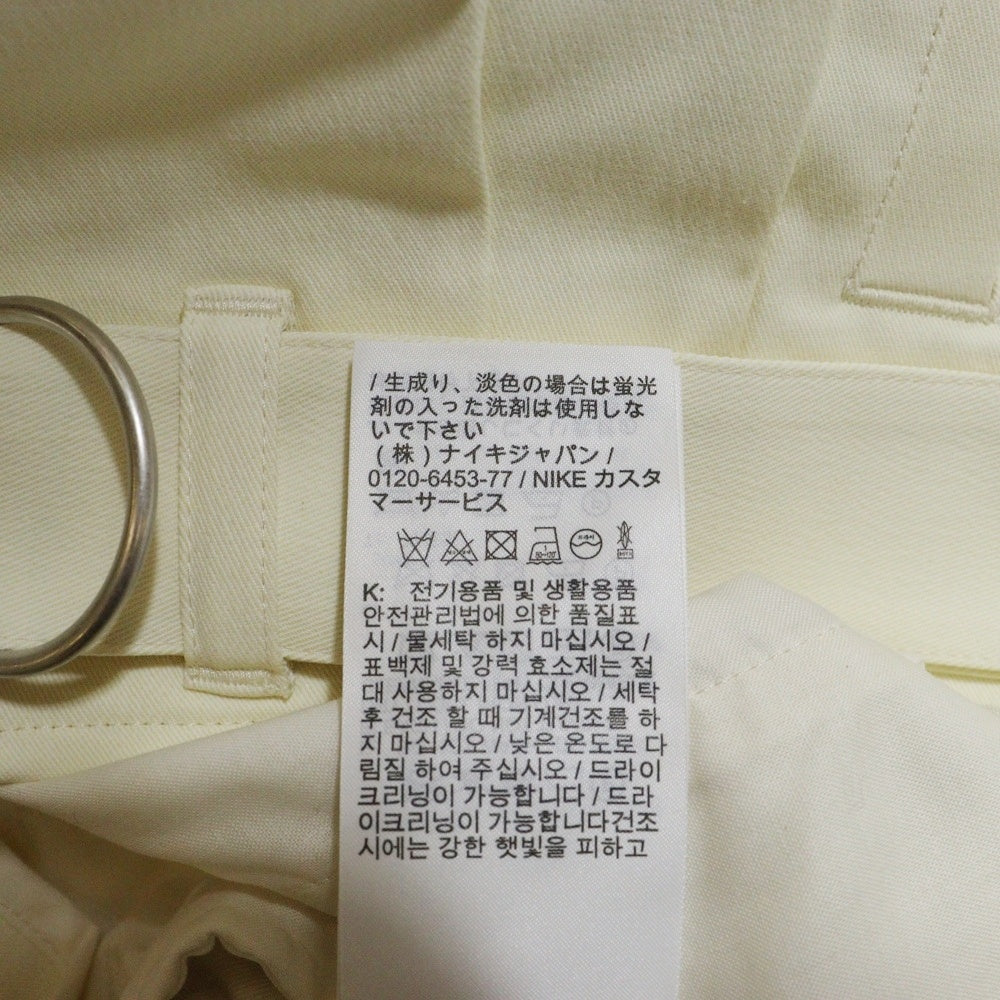 / 生成り、淡色の場合は蛍光
剤の入った洗剤は使用しな
いで下さい
(株) ナイキジャパン /
0120-6453-77 / NIKE カスタ
マーサービス
K: 전기용품 및 생활용품
안전관리법에 의한 품질표
시 / 물세탁 하지 마십시오 /
표백제 및 강력 효소제는 절
대 사용하지 마십시오 / 세탁
후 건조 할 때 기계건조를 하
지 마십시오 / 낮은 온도로 다
림질 하여 주십시오 / 드라이
크리닝이 가능합니다 / 드라
이크리닝이 가능합니다건조
시에는 강한 햇빛을 피하고